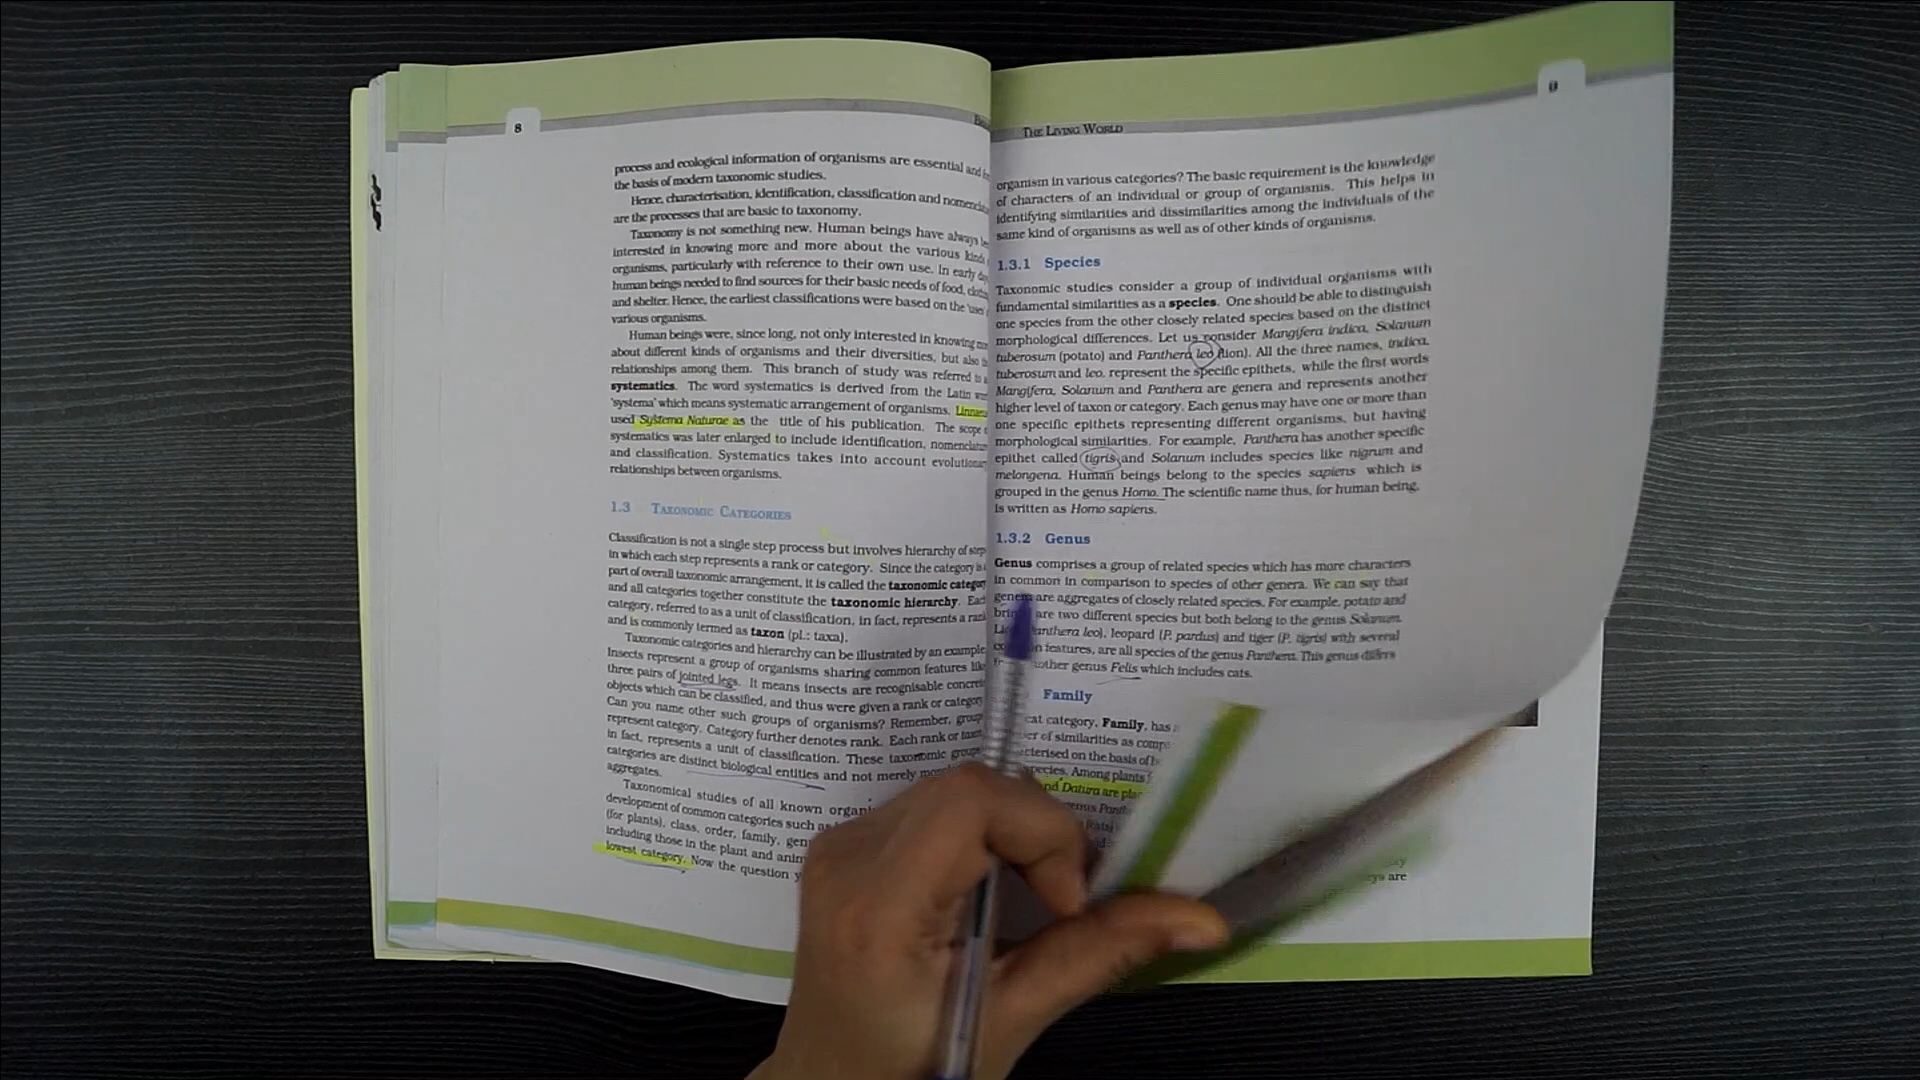 8
process and ecological information of organisms are essential and
the basis of modern taxonomic studies.
Hence, characterisation, identification, classification and
are the processes that are basic to taxonomy.
Taxonomy is not something new. Human beings have always
interested in knowing more and more about the various kinds
organisms, particularly with reference to their own use. In early
human beings needed to find sources for their basic needs of food,
and shelter. Hence, the earliest classifications were based on the 'uses'
various organisms.
Human beings were, since long, not only interested in knowing
about different kinds of organisms and their diversities, but also
relationships among them. This branch of study was referred to
systematics. The word systematics is derived from the Latin
'systema' which means systematic arrangement of organisms.
used Systema Naturae as the title of his publication. The scope
systematics was later enlarged to include identification,
and classification. Systematics takes into account
relationships between organisms.
1.3 Taxonomic Categories
Classification is not a single step process but involves hierarchy of
in which each step represents a rank or category. Since the category is
part of overall taxonomic arrangement, it is called the taxonomic
and all categories together constitute the taxonomic hierarchy.
category, referred to as a unit of classification, in fact, represents a
and is commonly termed as taxon (pl.: taxa).
Taxonomic categories and hierarchy can be illustrated by an example.
Insects represent a group of organisms sharing common features
three pairs of jointed legs. It means insects are recognisable
objects which can be classified, and thus were given a rank or category
Can you name other such groups of organisms? Remember,
represent category. Category further denotes rank. Each rank or
in fact, represents a unit of classification. These taxonomic
categories are distinct biological entities and not merely
aggregates.
Taxonomical studies of all known
development of common categories such
(for plants), class, order, family,
including those in the plant and
lowest category. Now the question
The Living World
9
organism in various categories? The basic requirement is the knowledge
of characters of an individual or group of organisms. This helps in
identifying similarities and dissimilarities among the individuals of the
same kind of organisms as well as of other kinds of organisms.
1.3.1 Species
Taxonomic studies consider a group of individual organisms with
fundamental similarities as a species. One should be able to distinguish
one species from the other closely related species based on the distinct
morphological differences. Let us consider Mangifera indica, Solanum
tuberosum (potato) and Panthera leo (lion). All the three names, indica,
tuberosum and leo, represent the specific epithets, while the first words
Mangifera, Solanum and Panthera are genera and represents another
higher level of taxon or category. Each genus may have one or more than
one specific epithets representing different organisms, but having
morphological similarities. For example, Panthera has another specific
epithet called tigris and Solanum includes species like nigrum and
melongena. Human beings belong to the species sapiens which is
grouped in the genus Homo. The scientific name thus, for human being,
is written as Homo sapiens.
1.3.2 Genus
Genus comprises a group of related species which has more characters
in common in comparison to species of other genera. We can say that
genera are aggregates of closely related species. For example, potato and
are two different species but both belong to the genus Solanum.
(Panthera leo), leopard (P. pardus) and tiger (P. tigris) with several
features, are all species of the genus Panthera. This genus differs
another genus Felis which includes cats.
Family
category, Family, has
of similarities as
on the basis of
species. Among plants
and Datura are
are